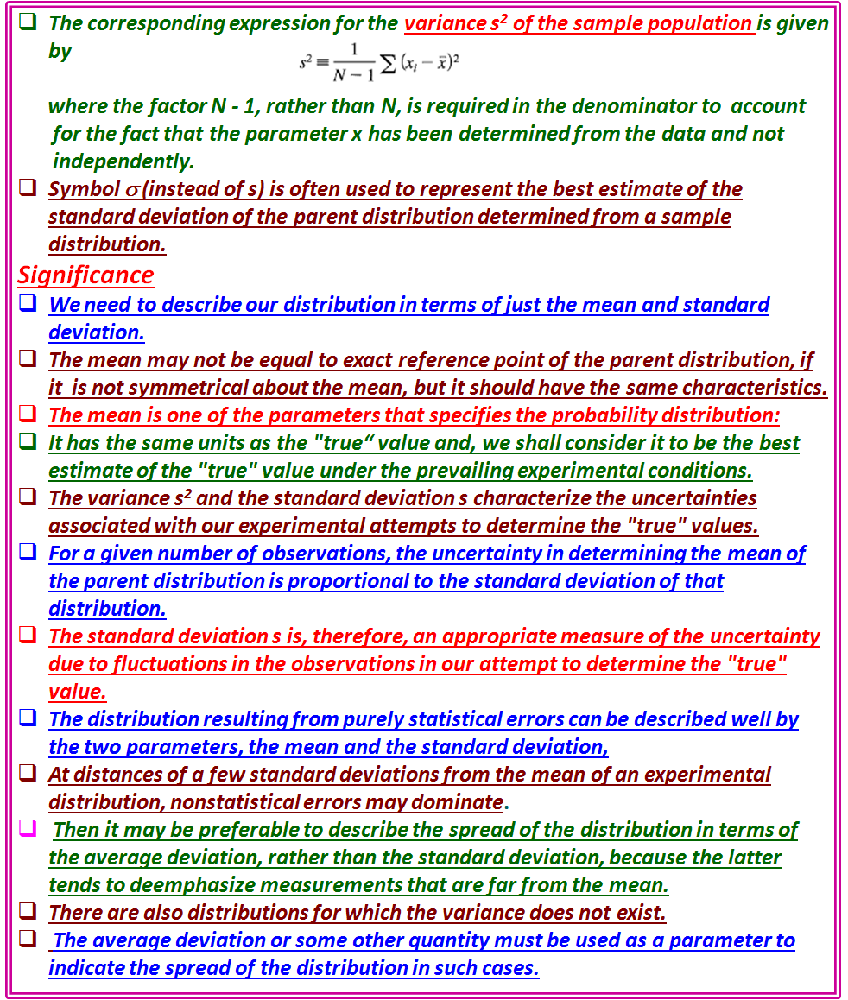 ❑ The corresponding expression for the variance s² of the sample population is given
by
s² ≡ 1/(N − 1) ∑ (xᵢ − x̄)²
where the factor N - 1, rather than N, is required in the denominator to account
for the fact that the parameter x has been determined from the data and not
independently.
❑ Symbol σ (instead of s) is often used to represent the best estimate of the
standard deviation of the parent distribution determined from a sample
distribution.
Significance
❑ We need to describe our distribution in terms of just the mean and standard
deviation.
❑ The mean may not be equal to exact reference point of the parent distribution, if
it is not symmetrical about the mean, but it should have the same characteristics.
❑ The mean is one of the parameters that specifies the probability distribution:
❑ It has the same units as the "true“ value and, we shall consider it to be the best
estimate of the "true" value under the prevailing experimental conditions.
❑ The variance s² and the standard deviation s characterize the uncertainties
associated with our experimental attempts to determine the "true" values.
❑ For a given number of observations, the uncertainty in determining the mean of
the parent distribution is proportional to the standard deviation of that
distribution.
❑ The standard deviation s is, therefore, an appropriate measure of the uncertainty
due to fluctuations in the observations in our attempt to determine the "true"
value.
❑ The distribution resulting from purely statistical errors can be described well by
the two parameters, the mean and the standard deviation,
❑ At distances of a few standard deviations from the mean of an experimental
distribution, nonstatistical errors may dominate.
❑ Then it may be preferable to describe the spread of the distribution in terms of
the average deviation, rather than the standard deviation, because the latter
tends to deemphasize measurements that are far from the mean.
❑ There are also distributions for which the variance does not exist.
❑ The average deviation or some other quantity must be used as a parameter to
indicate the spread of the distribution in such cases.